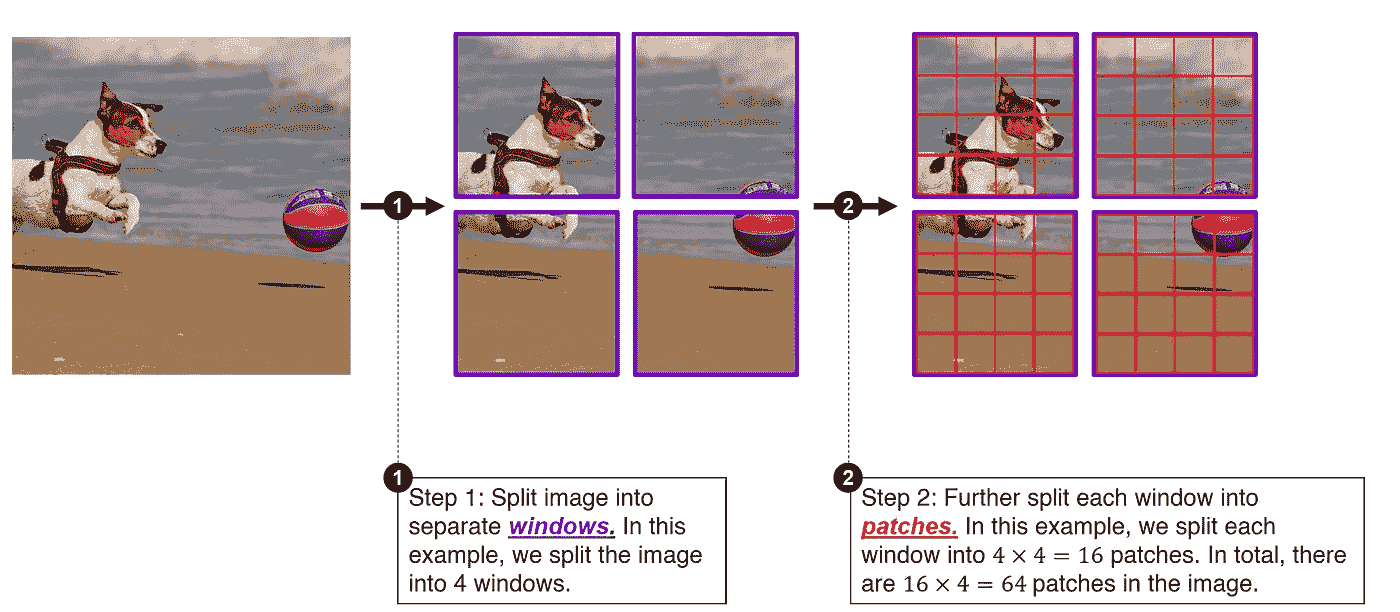 1
2
1
Step 1: Split image into
separate windows. In this
example, we split the image
into 4 windows.
2
Step 2: Further split each window into
patches. In this example, we split each
window into 4 × 4 = 16 patches. In total, there
are 16 × 4 = 64 patches in the image.